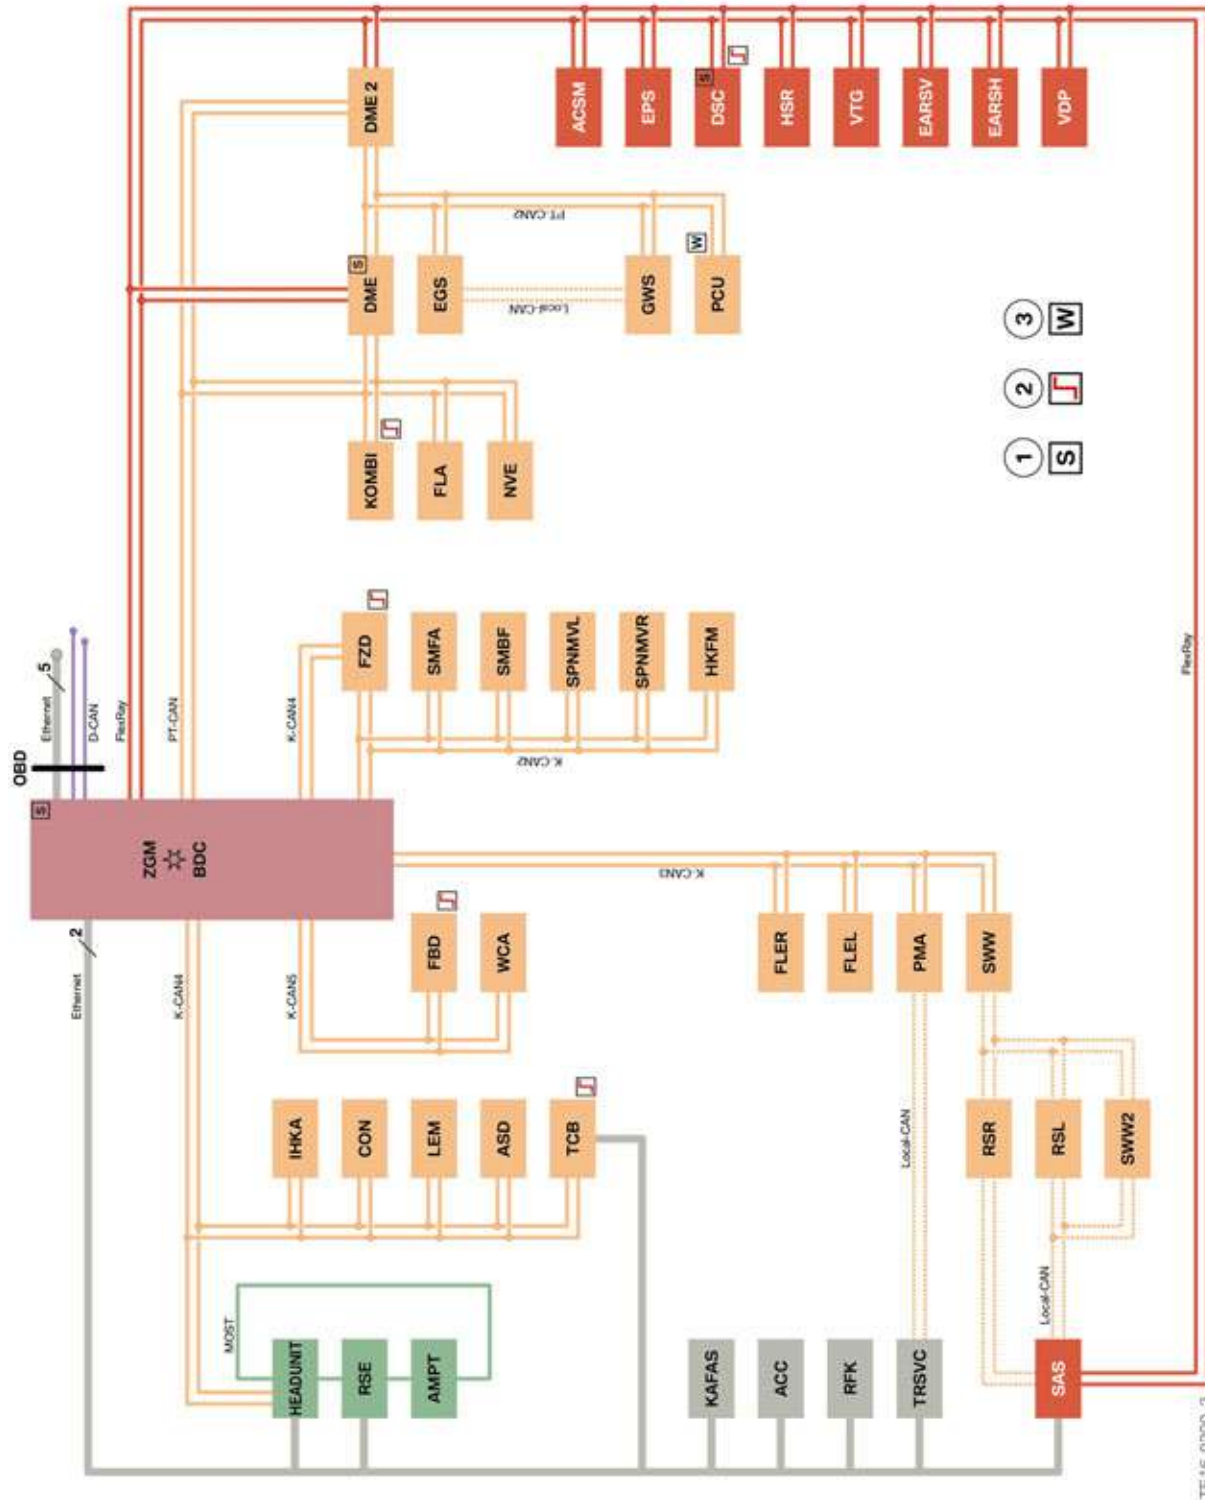 OBD
S
Ethernet
5
Ethernet
2
D-CAN
FlexRay
ZGM
PT-CAN
K-CAN4
BDC
MOST
K-CAN5
K-CAN4
HEADUNIT
IHKA
RSE
CON
FZD
KOMBI
DME
S
DME 2
AMPT
LEM
FBD
SMFA
FLA
EGS
ASD
WCA
SMBF
NVE
K-CAN2
Local-CAN
PT-CAN2
TCB
SPNMVL
ACSM
SPNMVR
GWS
EPS
K-CAN3
KAFAS
HKFM
PCU
W
DSC
S
ACC
FLER
HSR
RFK
FLEL
VTG
Local-CAN
TRSVC
PMA
EARSV
RSR
SWW
EARSH
1
2
3
Local-CAN
SAS
RSL
S
W
VDP
SWW2
FlexRay